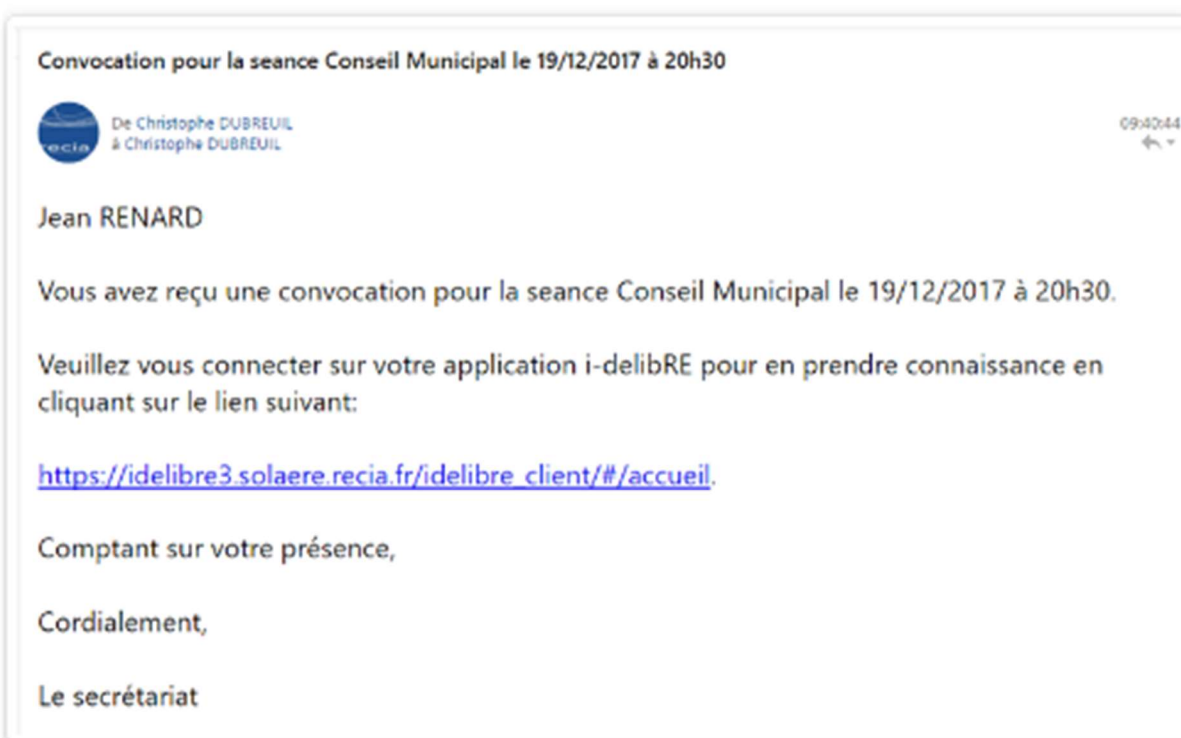 Convocation pour la seance Conseil Municipal le 19/12/2017 à 20h30
De Christophe DUBREUIL
à Christophe DUBREUIL
09:40:44
recia
Jean RENARD
Vous avez reçu une convocation pour la seance Conseil Municipal le 19/12/2017 à 20h30.
Veuillez vous connecter sur votre application i-delibRE pour en prendre connaissance en
cliquant sur le lien suivant:
https://idelibre3.solaere.recia.fr/idelibre_client/#/accueil.
Comptant sur votre présence,
Cordialement,
Le secrétariat